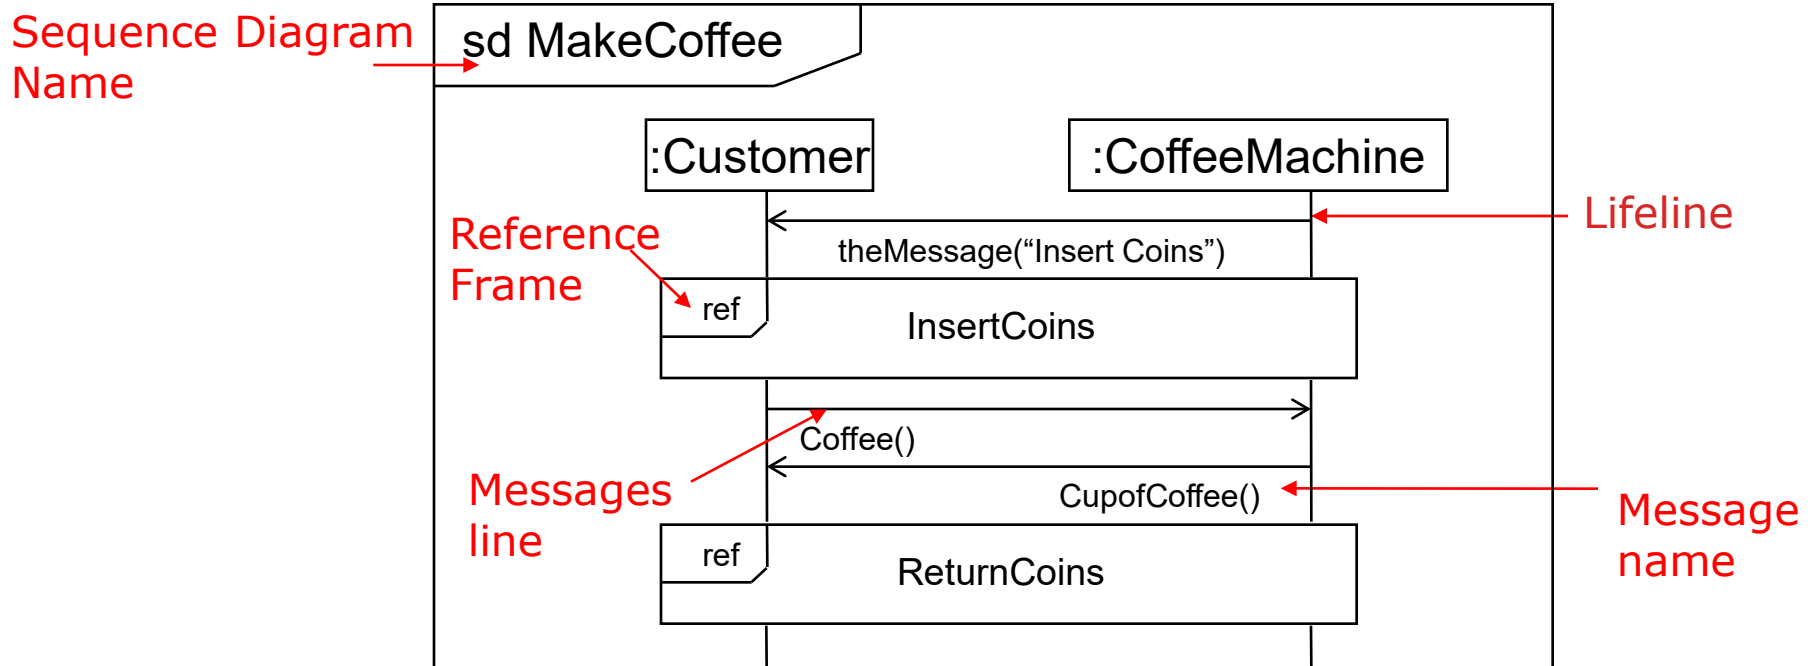 Sequence Diagram
Name
sd MakeCoffee
:Customer
:CoffeeMachine
Lifeline
Reference
Frame
theMessage(“Insert Coins”)
ref
InsertCoins
Coffee()
Messages
line
CupofCoffee()
Message
name
ref
ReturnCoins